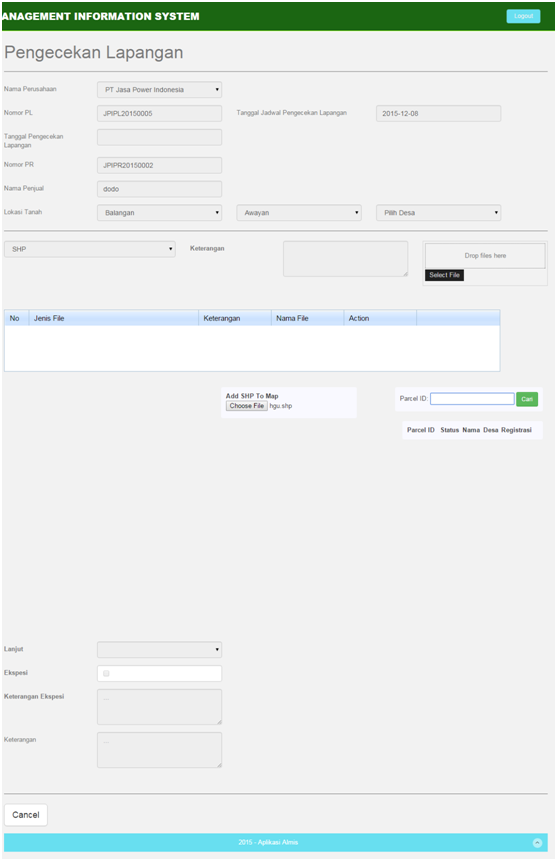 ANAGEMENT INFORMATION SYSTEM
Logout
Pengecekan Lapangan
Nama Perusahaan PT Jasa Power Indonesia
Nomor PL JPIPL20150005 Tanggal Jadwal Pengecekan Lapangan 2015-12-08
Tanggal Pengecekan
Lapangan
Nomor PR JPIPR20150002
Nama Penjual dodo
Lokasi Tanah Balangan Awayan Pilih Desa
SHP Keterangan Drop files here
Select File
No Jenis File Keterangan Nama File Action
Add SHP To Map
Choose File hgu.shp
Parcel ID: Cari
Parcel ID Status Nama Desa Registrasi
Lanjut
Ekspesi
Keterangan Ekspesi ...
Keterangan ...
Cancel
2015 - Aplikasi Almis